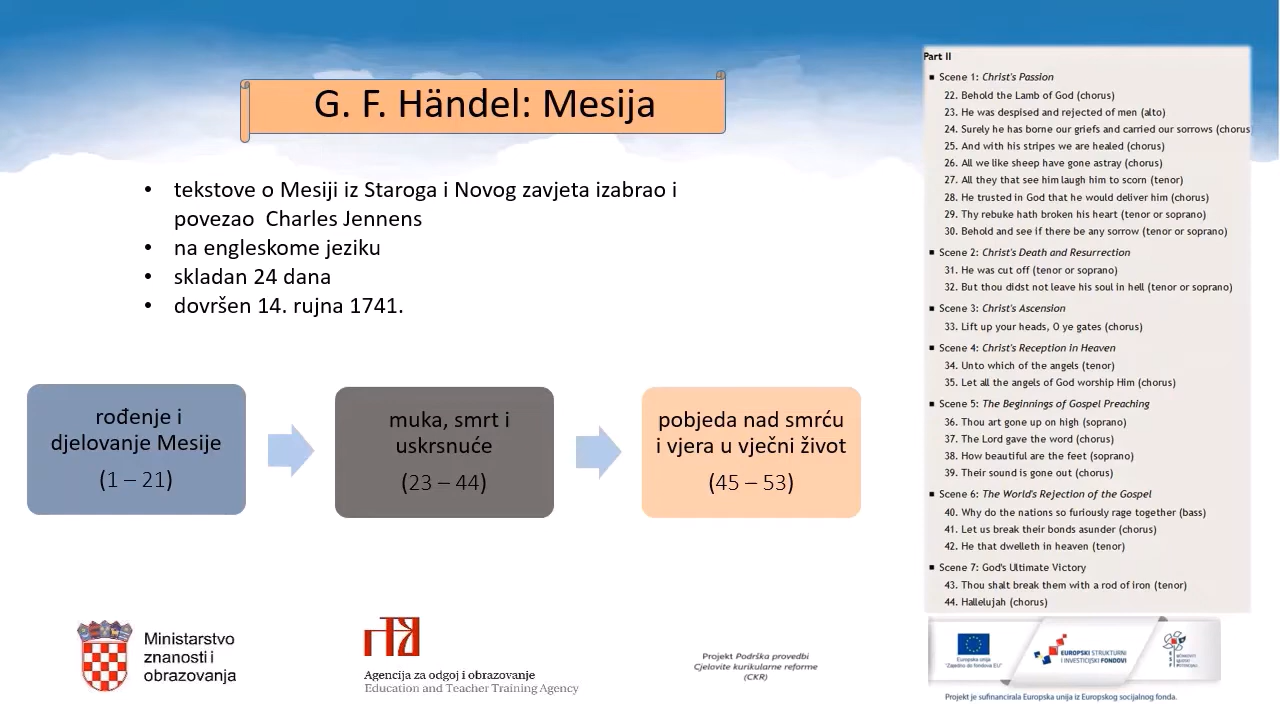 G. F. Händel: Mesija
• tekstove o Mesiji iz Staroga i Novog zavjeta izabrao i
povezao Charles Jennens
• na engleskome jeziku
• skladan 24 dana
• dovršen 14. rujna 1741.
rođenje i
djelovanje Mesije
(1 – 21)
muka, smrt i
uskrsnuće
(23 – 44)
pobjeda nad smrću
i vjera u vječni život
(45 – 53)
Part II
Scene 1: Christ's Passion
22. Behold the Lamb of God (chorus)
23. He was despised and rejected of men (alto)
24. Surely he has borne our griefs and carried our sorrows (chorus
25. And with his stripes we are healed (chorus)
26. All we like sheep have gone astray (chorus)
27. All they that see him laugh him to scorn (tenor)
28. He trusted in God that he would deliver him (chorus)
29. Thy rebuke hath broken his heart (tenor or soprano)
30. Behold and see if there be any sorrow (tenor or soprano)
Scene 2: Christ's Death and Resurrection
31. He was cut off (tenor or soprano)
32. But thou didst not leave his soul in hell (tenor or soprano)
Scene 3: Christ's Ascension
33. Lift up your heads, O ye gates (chorus)
Scene 4: Christ's Reception in Heaven
34. Unto which of the angels (tenor)
35. Let all the angels of God worship Him (chorus)
Scene 5: The Beginnings of Gospel Preaching
36. Thou art gone up on high (soprano)
37. The Lord gave the word (chorus)
38. How beautiful are the feet (soprano)
39. Their sound is gone out (chorus)
Scene 6: The World's Rejection of the Gospel
40. Why do the nations so furiously rage together (bass)
41. Let us break their bonds asunder (chorus)
42. He that dwelleth in heaven (tenor)
Scene 7: God's Ultimate Victory
43. Thou shalt break them with a rod of iron (tenor)
44. Hallelujah (chorus)
Ministarstvo
znanosti i
obrazovanja
Agencija za odgoj i obrazovanje
Education and Teacher Training Agency
Projekt Podrška provedbi
Cjelovite kurikularne reforme
(CKR)
Europska unija
"Zajedno do fondova EU"
EUROPSKI STRUKTURNI
I INVESTICIJSKI FONDOVI
Projekt je sufinancirala Europska unija iz Europskog socijalnog fonda.